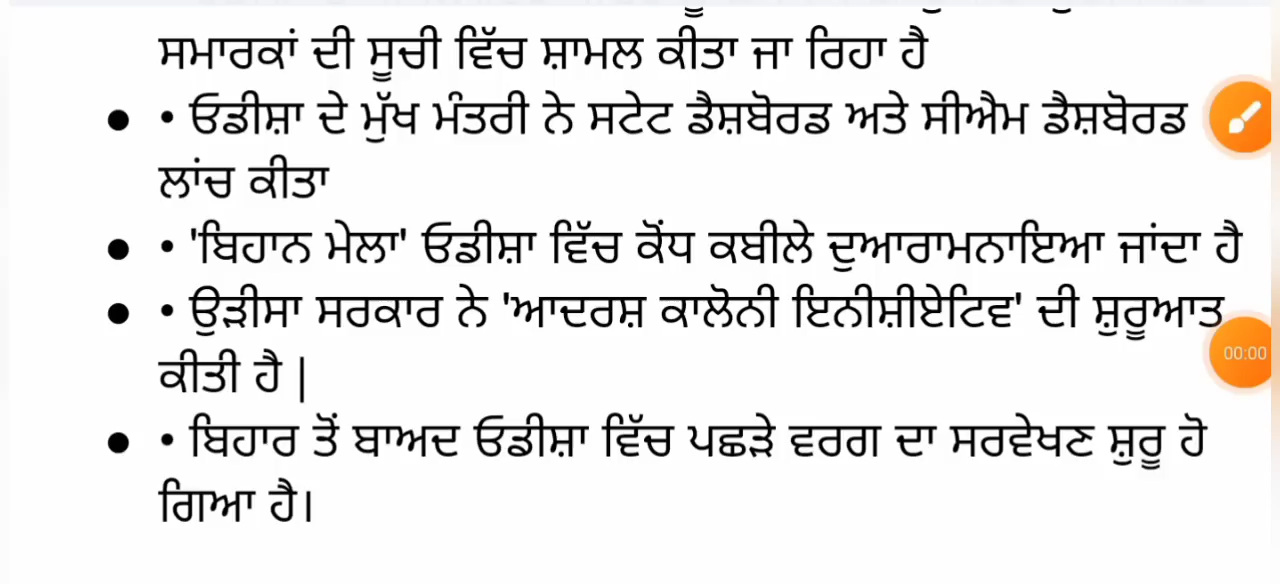 ਸਮਾਰਕਾਂ ਦੀ ਸੂਚੀ ਵਿੱਚ ਸ਼ਾਮਲ ਕੀਤਾ ਜਾ ਰਿਹਾ ਹੈ
● • ਓਡੀਸ਼ਾ ਦੇ ਮੁੱਖ ਮੰਤਰੀ ਨੇ ਸਟੇਟ ਡੈਸ਼ਬੋਰਡ ਅਤੇ ਸੀਐਮ ਡੈਸ਼ਬੋਰਡ
ਲਾਂਚ ਕੀਤਾ
● • 'ਬਿਹਾਨ ਮੇਲਾ' ਓਡੀਸ਼ਾ ਵਿੱਚ ਕੋਂਧ ਕਬੀਲੇ ਦੁਆਰਾਮਨਾਇਆ ਜਾਂਦਾ ਹੈ
● • ਉੜੀਸਾ ਸਰਕਾਰ ਨੇ 'ਆਦਰਸ਼ ਕਾਲੋਨੀ ਇਨੀਸ਼ੀਏਟਿਵ' ਦੀ ਸ਼ੁਰੂਆਤ
00:00
ਕੀਤੀ ਹੈ |
● • ਬਿਹਾਰ ਤੋਂ ਬਾਅਦ ਓਡੀਸ਼ਾ ਵਿੱਚ ਪਛੜੇ ਵਰਗ ਦਾ ਸਰਵੇਖਣ ਸ਼ੁਰੂ ਹੋ
ਗਿਆ ਹੈ।